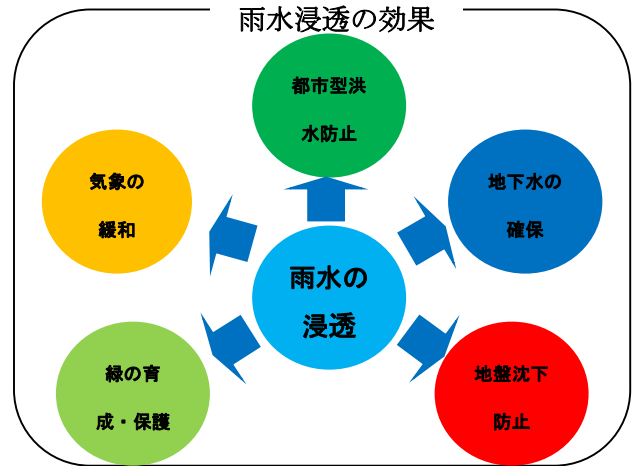 雨水浸透の効果
都市型洪
水防止
気象の
緩和
地下水の
確保
雨水の
浸透
緑の育
成・保護
地盤沈下
防止